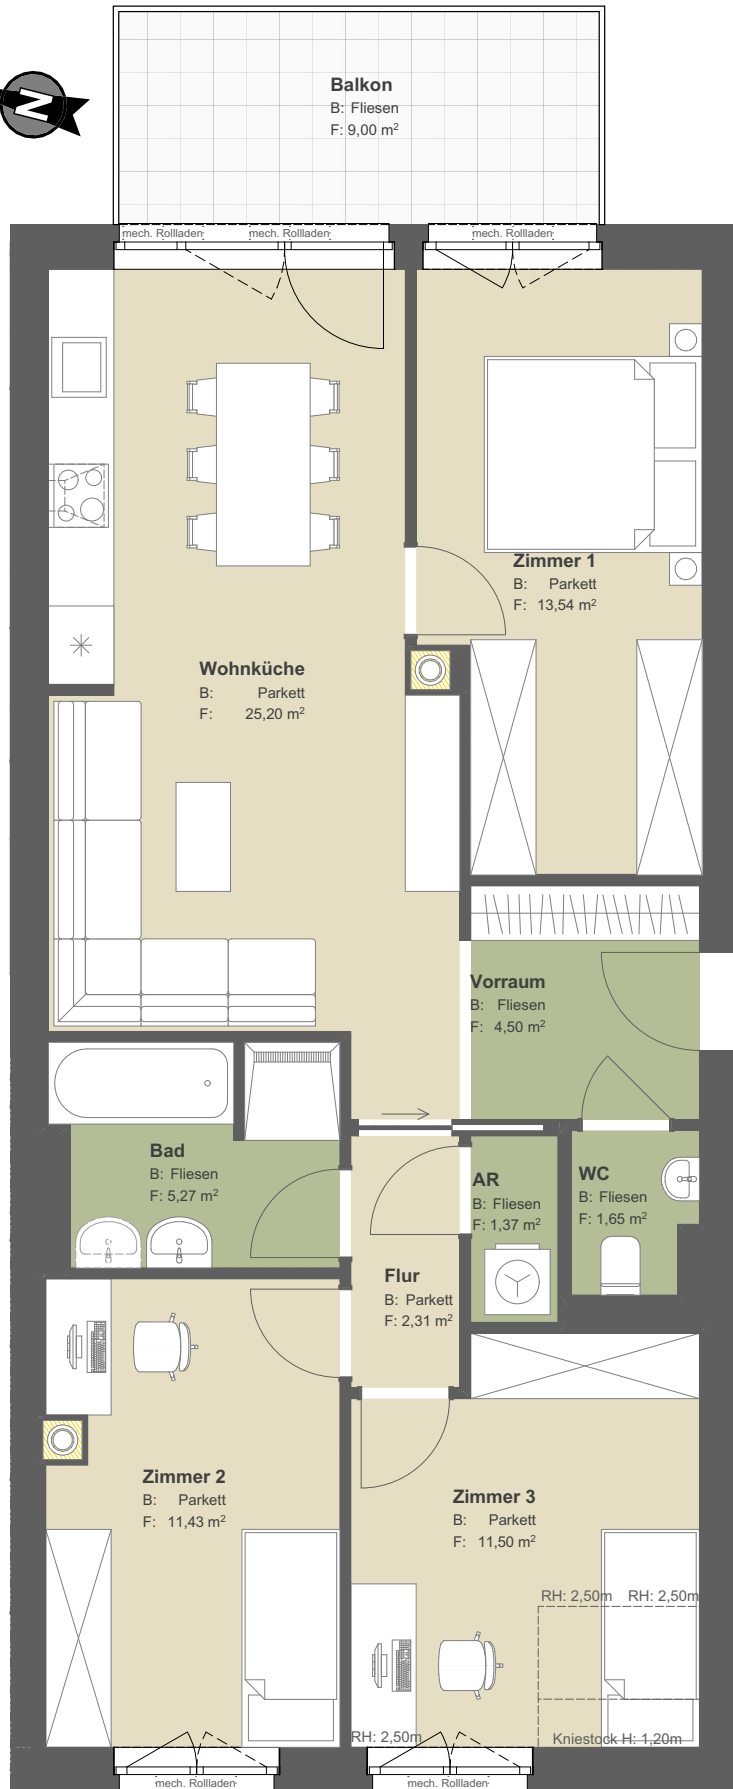 Balkon
B: Fliesen
F: 9,00 m²
N
mech. Rollladen
mech. Rollladen
mech. Rollladen
Zimmer 1
B: Parkett
F: 13,54 m²
Wohnküche
B: Parkett
F: 25,20 m²
Vorraum
B: Fliesen
F: 4,50 m²
Bad
B: Fliesen
F: 5,27 m²
AR
B: Fliesen
F: 1,37 m²
WC
B: Fliesen
F: 1,65 m²
Flur
B: Parkett
F: 2,31 m²
Zimmer 2
B: Parkett
F: 11,43 m²
Zimmer 3
B: Parkett
F: 11,50 m²
RH: 2,50m
RH: 2,50m
RH: 2,50m
Kniestock H: 1,20m
mech. Rollladen
mech. Rollladen